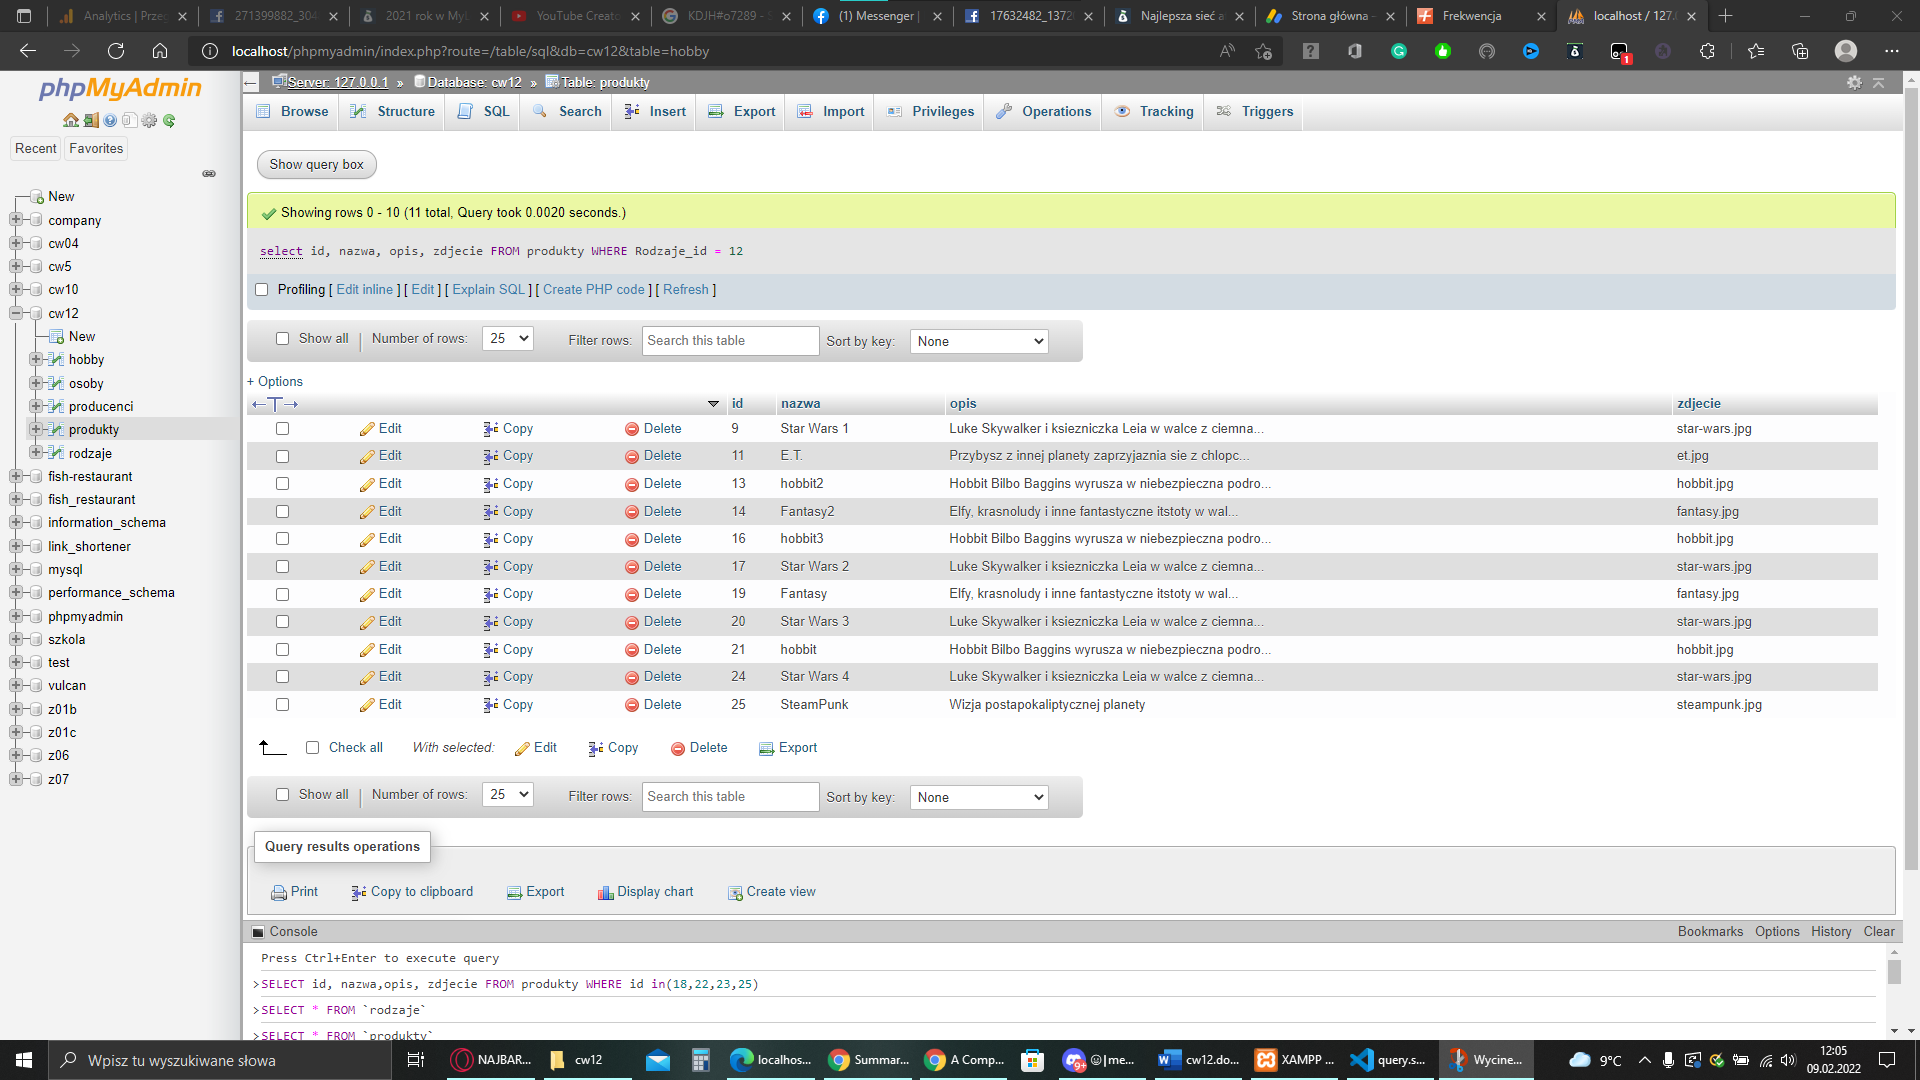 Analytics | Przeg
271399882_304
2021 rok w MyL
YouTube Creato
KDJH#o7289 - S
(1) Messenger |
17632482_1372
Najlepsza sieć a
Strona główna -
Frekwencja
localhost / 127.
localhost/phpmyadmin/index.php?route=/table/sql&db=cw12&table=hobby
1
phpMyAdmin
Recent Favorites
New
company
cw04
cw5
cw10
cw12
New
hobby
osoby
producenci
produkty
rodzaje
fish-restaurant
fish_restaurant
information_schema
link_shortener
mysql
performance_schema
phpmyadmin
szkola
test
vulcan
z01b
z01c
z06
z07
Server: 127.0.0.1 » Database: cw12 » Table: produkty
Browse Structure SQL Search Insert Export Import Privileges Operations Tracking Triggers
Show query box
Showing rows 0 - 10 (11 total, Query took 0.0020 seconds.)
select id, nazwa, opis, zdjecie FROM produkty WHERE Rodzaje_id = 12
Profiling [ Edit inline ] [ Edit ] [ Explain SQL ] [ Create PHP code ] [ Refresh ]
Show all | Number of rows: 25 Filter rows: Search this table Sort by key: None
+ Options
←T→ id nazwa opis zdjecie
Edit Copy Delete 9 Star Wars 1 Luke Skywalker i ksiezniczka Leia w walce z ciemna... star-wars.jpg
Edit Copy Delete 11 E.T. Przybysz z innej planety zaprzyjaznia sie z chlopc... et.jpg
Edit Copy Delete 13 hobbit2 Hobbit Bilbo Baggins wyrusza w niebezpieczna podro... hobbit.jpg
Edit Copy Delete 14 Fantasy2 Elfy, krasnoludy i inne fantastyczne itstoty w wal... fantasy.jpg
Edit Copy Delete 16 hobbit3 Hobbit Bilbo Baggins wyrusza w niebezpieczna podro... hobbit.jpg
Edit Copy Delete 17 Star Wars 2 Luke Skywalker i ksiezniczka Leia w walce z ciemna... star-wars.jpg
Edit Copy Delete 19 Fantasy Elfy, krasnoludy i inne fantastyczne itstoty w wal... fantasy.jpg
Edit Copy Delete 20 Star Wars 3 Luke Skywalker i ksiezniczka Leia w walce z ciemna... star-wars.jpg
Edit Copy Delete 21 hobbit Hobbit Bilbo Baggins wyrusza w niebezpieczna podro... hobbit.jpg
Edit Copy Delete 24 Star Wars 4 Luke Skywalker i ksiezniczka Leia w walce z ciemna... star-wars.jpg
Edit Copy Delete 25 SteamPunk Wizja postapokaliptycznej planety steampunk.jpg
Check all With selected: Edit Copy Delete Export
Show all | Number of rows: 25 Filter rows: Search this table Sort by key: None
Query results operations
Print Copy to clipboard Export Display chart Create view
Console Bookmarks Options History Clear
Press Ctrl+Enter to execute query
>SELECT id, nazwa,opis, zdjecie FROM produkty WHERE id in(18,22,23,25)
>SELECT * FROM `rodzaje`
>SELECT * FROM `produkty`
Wpisz tu wyszukiwane słowa
NAJBAR...
cw12
localhos...
Summar...
A Comp...
9+
☺|me...
cw12.do...
XAMPP ...
query.s...
Wycine...
9°C
12:05
09.02.2022